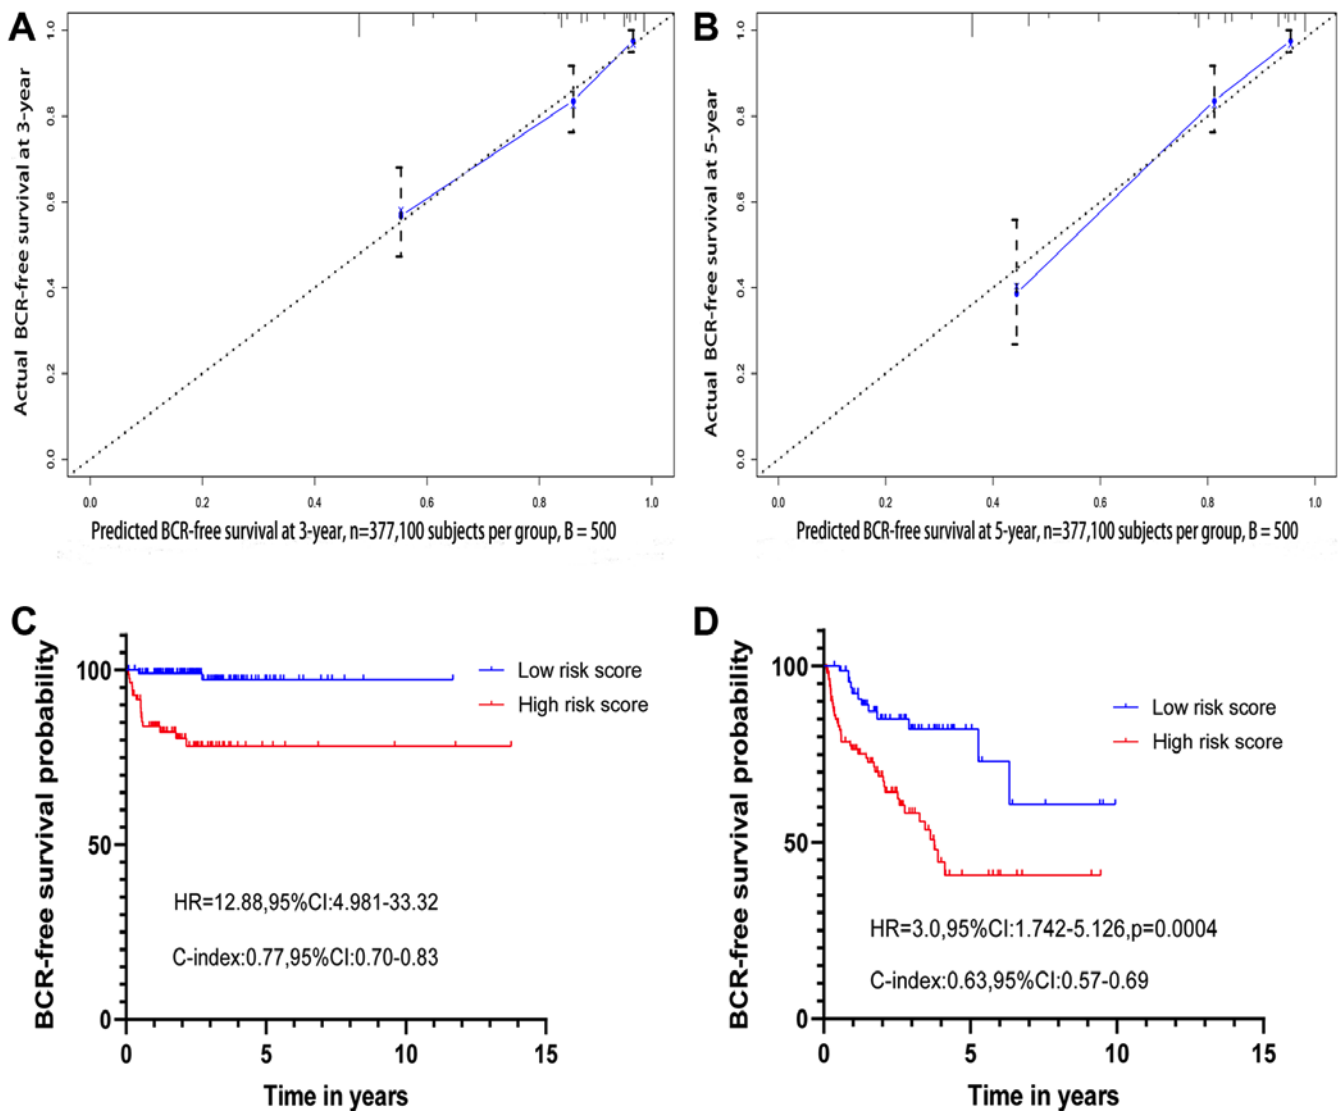 A
Actual BCR-free survival at 3-year
1.0
0.8
0.6
0.4
0.2
0.0
0.0 0.2 0.4 0.6 0.8 1.0
Predicted BCR-free survival at 3-year, n=377,100 subjects per group, B = 500
B
Actual BCR-free survival at 5-year
1.0
0.8
0.6
0.4
0.2
0.0
0.0 0.2 0.4 0.6 0.8 1.0
Predicted BCR-free survival at 5-year, n=377,100 subjects per group, B = 500
C
BCR-free survival probability
100
50
0
Low risk score
High risk score
HR=12.88,95%CI:4.981-33.32
C-index:0.77,95%CI:0.70-0.83
0 5 10 15
Time in years
D
BCR-free survival probability
100
50
0
Low risk score
High risk score
HR=3.0,95%CI:1.742-5.126,p=0.0004
C-index:0.63,95%CI:0.57-0.69
0 5 10 15
Time in years